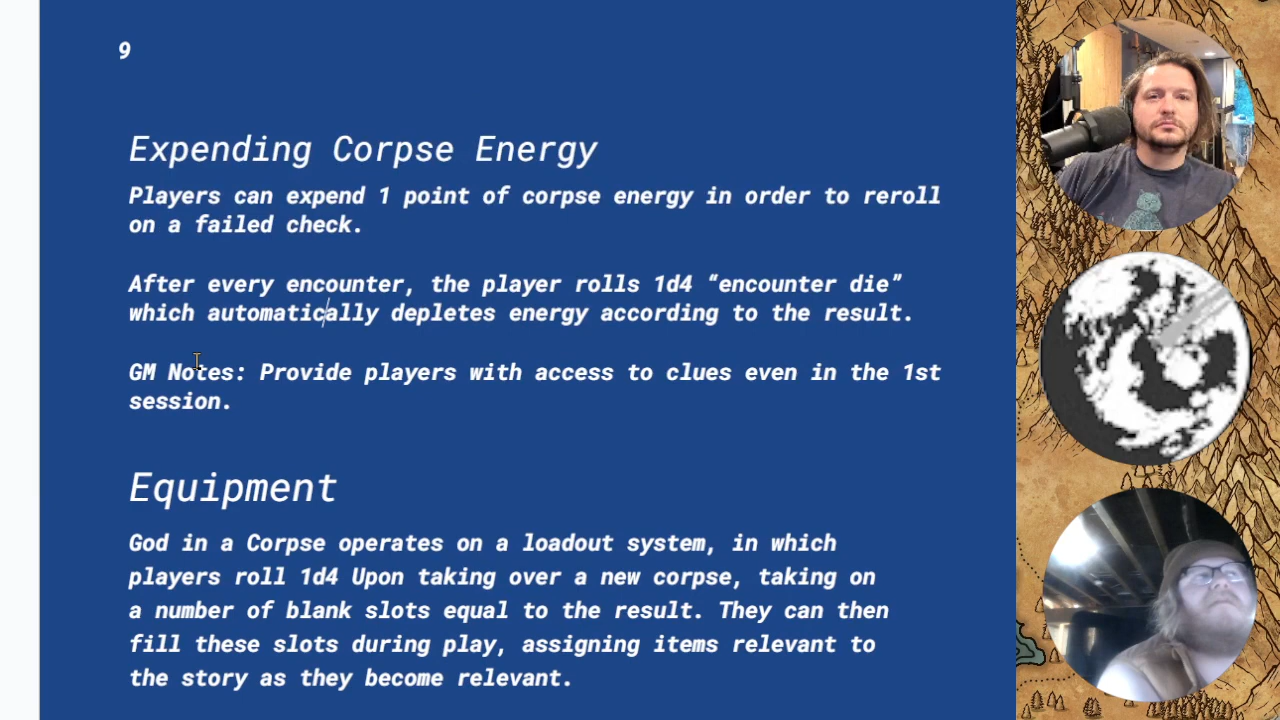 9
Expending Corpse Energy
Players can expend 1 point of corpse energy in order to reroll
on a failed check.
After every encounter, the player rolls 1d4 “encounter die”
which automatically depletes energy according to the result.
GM Notes: Provide players with access to clues even in the 1st
session.
Equipment
God in a Corpse operates on a loadout system, in which
players roll 1d4 Upon taking over a new corpse, taking on
a number of blank slots equal to the result. They can then
fill these slots during play, assigning items relevant to
the story as they become relevant.